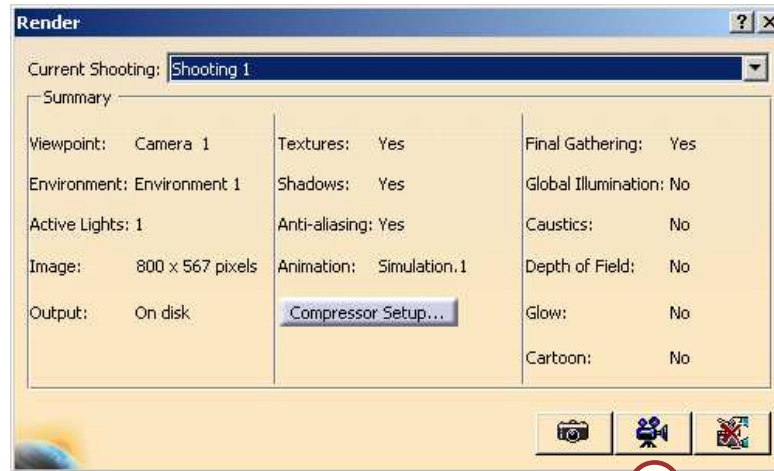 Render
Current Shooting: Shooting 1
Summary
Viewpoint: Camera 1
Environment: Environment 1
Active Lights: 1
Image: 800 x 567 pixels
Output: On disk
Textures: Yes
Shadows: Yes
Anti-aliasing: Yes
Animation: Simulation.1
Compressor Setup...
Final Gathering: Yes
Global Illumination: No
Caustics: No
Depth of Field: No
Glow: No
Cartoon: No